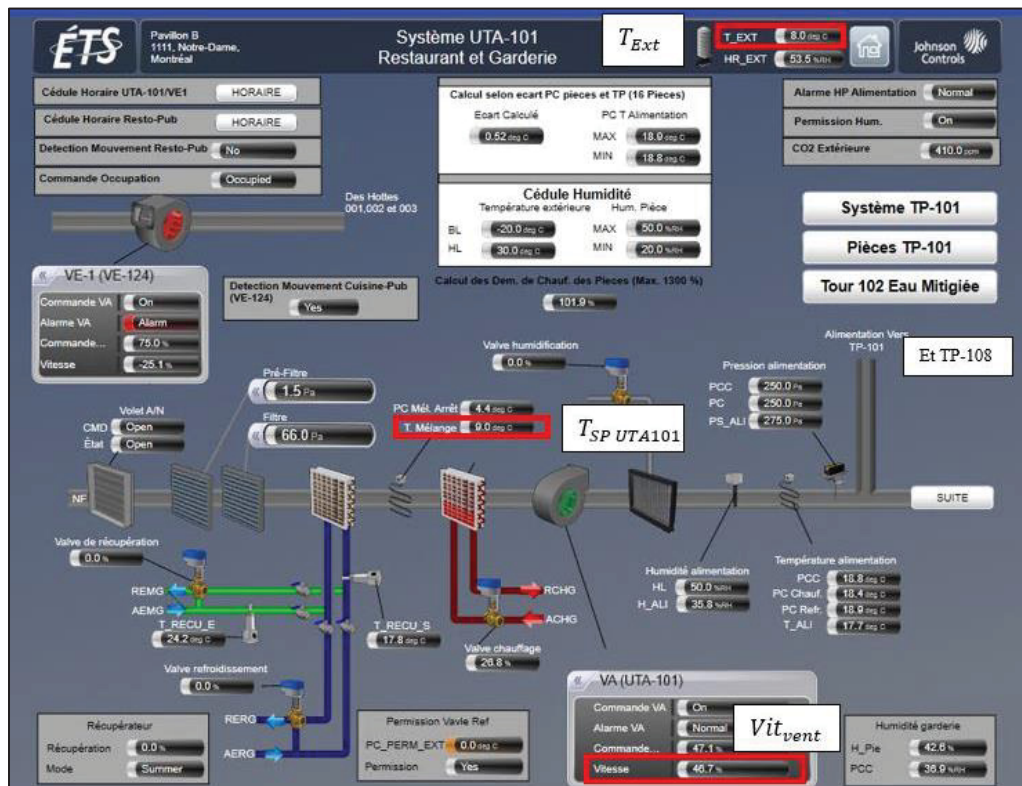 ÉTS
Pavillon B
1111, Notre-Dame,
Montréal
Système UTA-101
Restaurant et Garderie
T_Ext
T_EXT 8.0 deg C
HR_EXT 53.5 %RH
Johnson
Controls
Cédule Horaire UTA-101/VE1 HORAIRE
Cédule Horaire Resto-Pub HORAIRE
Detection Mouvement Resto-Pub No
Commande Occupation Occupied
Calcul selon ecart PC pieces et TP (16 Pieces)
Ecart Calculé PC T Alimentation
0.52 deg C MAX 18.9 deg C
MIN 18.8 deg C
Cédule Humidité
Température extérieure Hum. Pièce
BL -20.0 deg C MAX 50.0 %RH
HL 30.0 deg C MIN 20.0 %RH
Alarme HP Alimentation Normal
Permission Hum. On
CO2 Extérieure 410.0 ppm
Des Hottes
001,002 et 003
Système TP-101
Pièces TP-101
Tour 102 Eau Mitigiée
VE-1 (VE-124)
Commande VA On
Alarme VA Alarm
Commande... 75.0 %
Vitesse -25.1 %
Detection Mouvement Cuisine-Pub
(VE-124)
Yes
Calcul des Dem. de Chauf. des Pieces (Max. 1300 %)
101.9 %
Valve humidification
0.0 %
Alimentation Vers
TP-101
Et TP-108
Pression alimentation
PCC 250.0 Pa
PC 250.0 Pa
PS_ALI 275.0 Pa
Pré-Filtre
1.5 Pa
Filtre
66.0 Pa
Volet A/N
CMD Open
État Open
PC Mél. Arrêt 4.4 deg C
T. Mélange 9.0 deg C
T_SP UTA101
NF
SUITE
Valve de récupération
0.0 %
REMG
AEMG
T_RECU_E
24.2 deg C
T_RECU_S
17.8 deg C
RCHG
ACHG
Valve chauffage
26.8 %
Humidité alimentation
HL 50.0 %RH
H_ALI 35.8 %RH
Température alimentation
PCC 18.8 deg C
PC Chauf. 18.4 deg C
PC Refr. 18.9 deg C
T_ALI 17.7 deg C
Valve refroidissement
0.0 %
RERG
AERG
Récupérateur
Récupération 0.0 %
Mode Summer
Permission Vavle Ref
PC_PERM_EXT 0.0 deg C
Permission Yes
VA (UTA-101)
Commande VA On
Alarme VA Normal
Commande... 47.1 %
Vitesse 46.7 %
Vit_vent
Humidité garderie
H_Pie 42.6 %
PCC 36.9 %RH